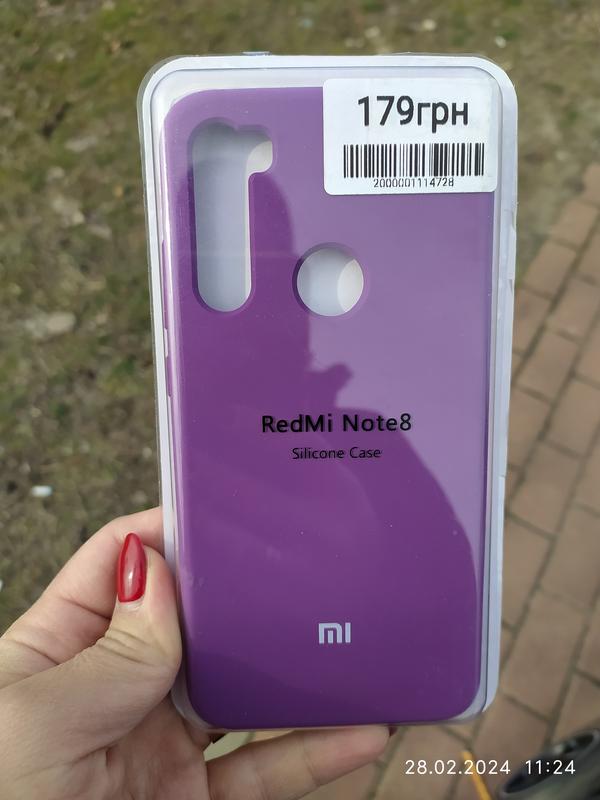 179грн
2000001114728
RedMi Note8
Silicone Case
mi
28.02.2024 11:24